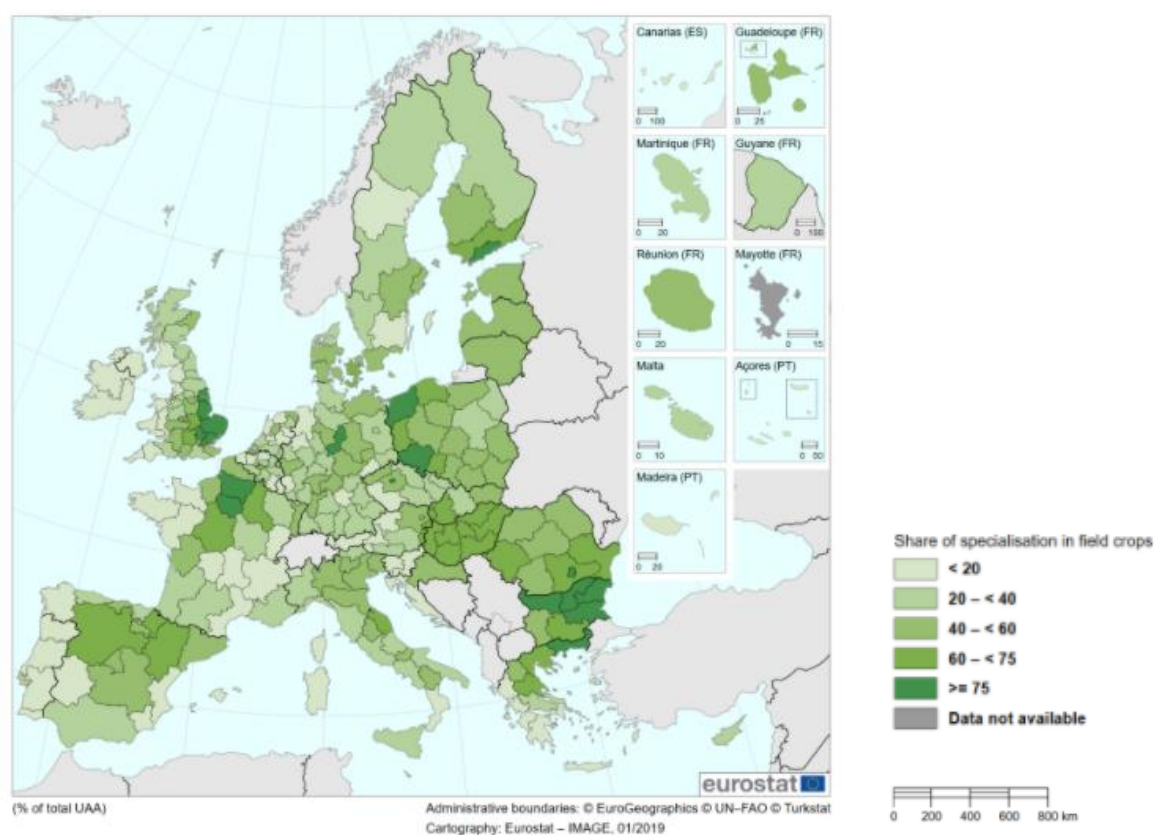 Canarias (ES)
0 100
Guadeloupe (FR)
0 25
Martinique (FR)
0 20
Guyane (FR)
0 100
Réunion (FR)
0 20
Mayotte (FR)
0 15
Malta
0 10
Açores (PT)
0 50
Madeira (PT)
0 20
eurostat
Share of specialisation in field crops
< 20
20 – < 40
40 – < 60
60 – < 75
>= 75
Data not available
0 200 400 600 800 km
(% of total UAA)
Administrative boundaries: © EuroGeographics © UN–FAO © Turkstat
Cartography: Eurostat – IMAGE, 01/2019